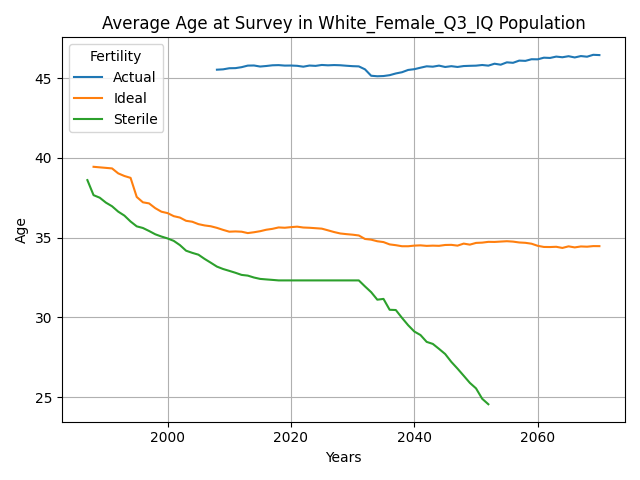 Average Age at Survey in White_Female_Q3_IQ Population
Fertility
Actual
Ideal
Sterile
45
40
35
30
25
Age
2000
2020
2040
2060
Years